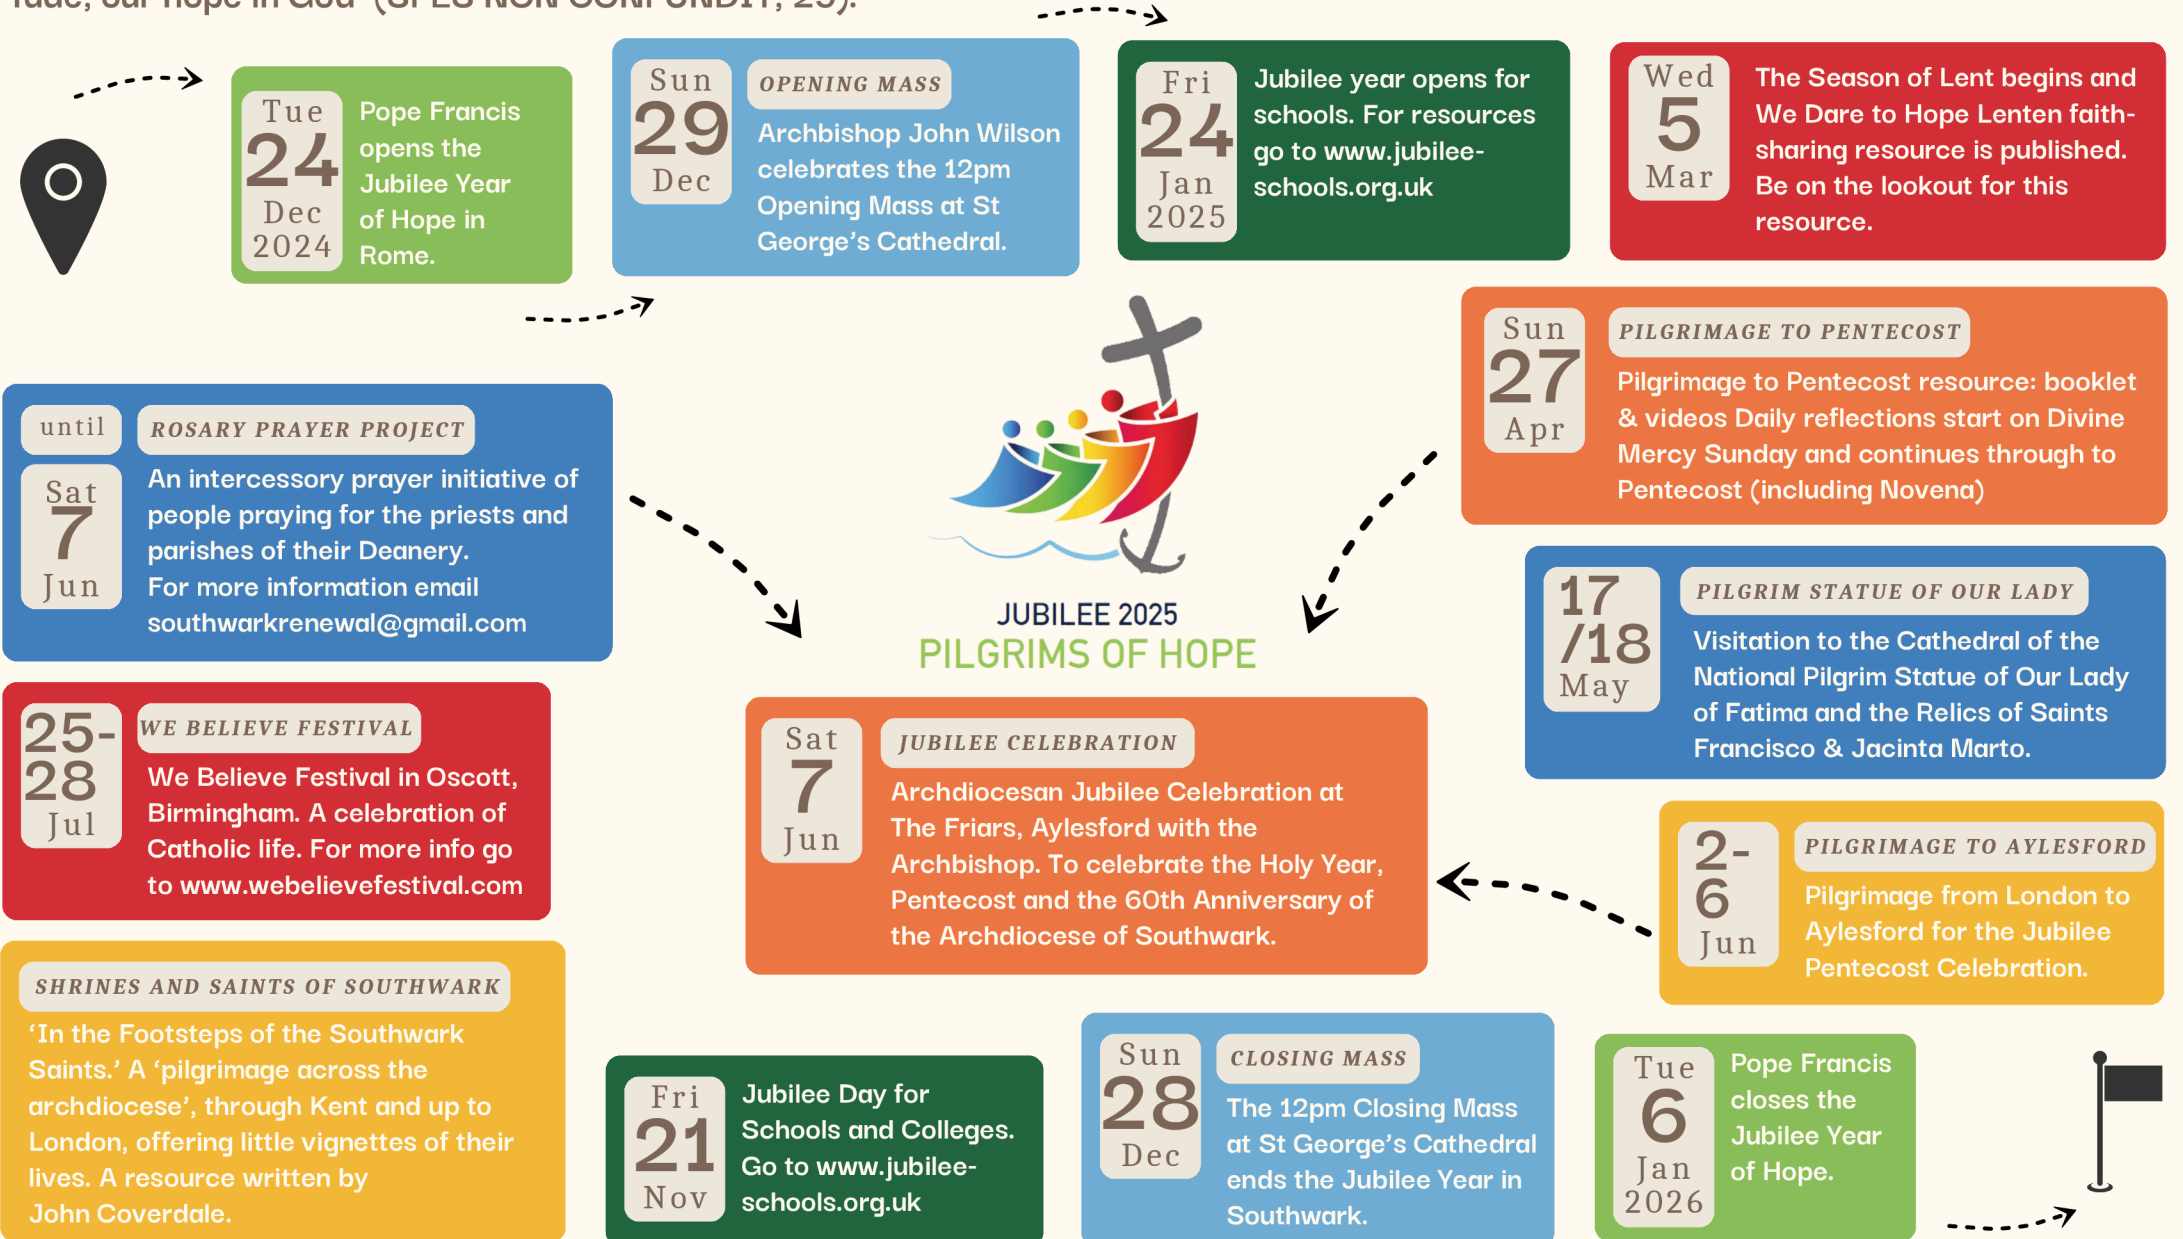 rude, our hope in God' (SPES NON CONFUNDIT, 25).
Tue
24
Dec
2024
Pope Francis
opens the
Jubilee Year
of Hope in
Rome.
Sun
29
Dec
OPENING MASS
Archbishop John Wilson
celebrates the 12pm
Opening Mass at St
George’s Cathedral.
Fri
24
Jan
2025
Jubilee year opens for
schools. For resources
go to www.jubilee-
schools.org.uk
Wed
5
Mar
The Season of Lent begins and
We Dare to Hope Lenten faith-
sharing resource is published.
Be on the lookout for this
resource.
Sun
27
Apr
PILGRIMAGE TO PENTECOST
Pilgrimage to Pentecost resource: booklet
& videos Daily reflections start on Divine
Mercy Sunday and continues through to
Pentecost (including Novena)
until
Sat
7
Jun
ROSARY PRAYER PROJECT
An intercessory prayer initiative of
people praying for the priests and
parishes of their Deanery.
For more information email
southwarkrenewal@gmail.com
JUBILEE 2025
PILGRIMS OF HOPE
17
/18
May
PILGRIM STATUE OF OUR LADY
Visitation to the Cathedral of the
National Pilgrim Statue of Our Lady
of Fatima and the Relics of Saints
Francisco & Jacinta Marto.
25-
28
Jul
WE BELIEVE FESTIVAL
We Believe Festival in Oscott,
Birmingham. A celebration of
Catholic life. For more info go
to www.webelievefestival.com
Sat
7
Jun
JUBILEE CELEBRATION
Archdiocesan Jubilee Celebration at
The Friars, Aylesford with the
Archbishop. To celebrate the Holy Year,
Pentecost and the 60th Anniversary of
the Archdiocese of Southwark.
2-
6
Jun
PILGRIMAGE TO AYLESFORD
Pilgrimage from London to
Aylesford for the Jubilee
Pentecost Celebration.
SHRINES AND SAINTS OF SOUTHWARK
‘In the Footsteps of the Southwark
Saints.’ A ‘pilgrimage across the
archdiocese’, through Kent and up to
London, offering little vignettes of their
lives. A resource written by
John Coverdale.
Fri
21
Nov
Jubilee Day for
Schools and Colleges.
Go to www.jubilee-
schools.org.uk
Sun
28
Dec
CLOSING MASS
The 12pm Closing Mass
at St George’s Cathedral
ends the Jubilee Year in
Southwark.
Tue
6
Jan
2026
Pope Francis
closes the
Jubilee Year
of Hope.